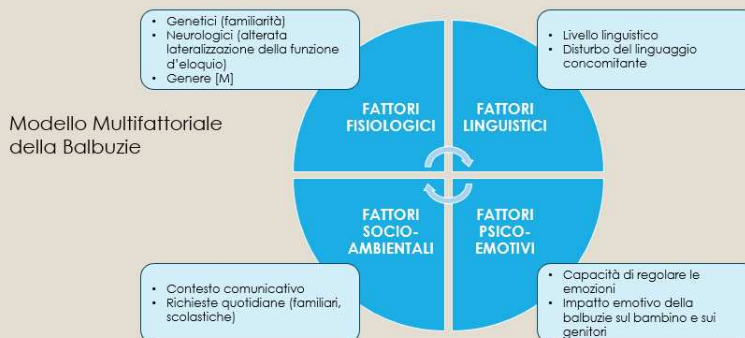 • Genetici (familiarità)
• Neurologici (alterata
lateralizzazione della funzione
d'eloquio)
• Genere [M]
• Livello linguistico
• Disturbo del linguaggio
concomitante
Modello Multifattoriale
della Balbuzie
FATTORI
FISIOLOGICI
FATTORI
LINGUISTICI
FATTORI
SOCIO-
AMBIENTALI
FATTORI
PSICO-
EMOTIVI
• Contesto comunicativo
• Richieste quotidiane (familiari,
scolastiche)
• Capacità di regolare le
emozioni
• Impatto emotivo della
balbuzie sul bambino e sui
genitori